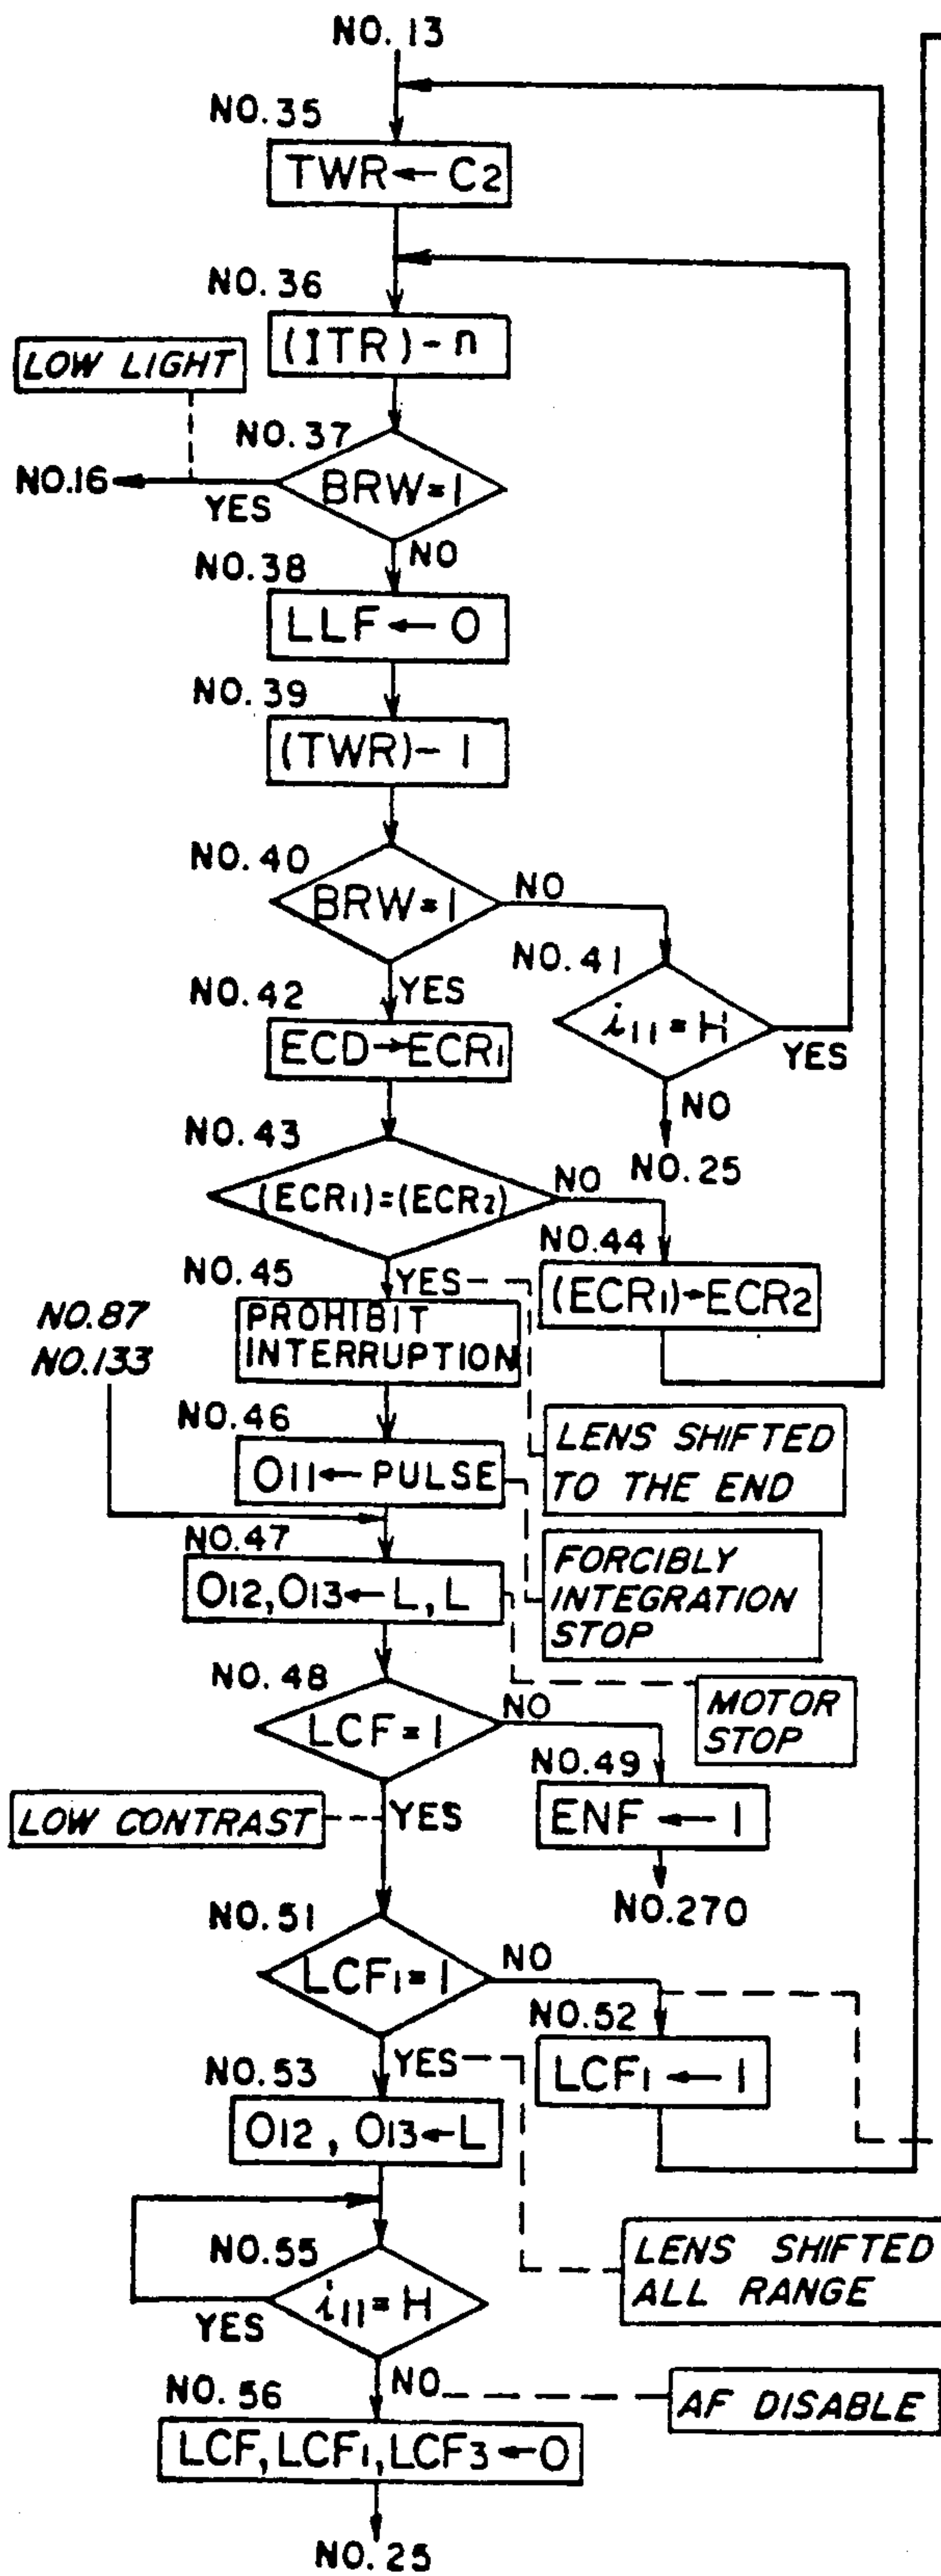 NO. 13
NO. 35
TWR ← C2
NO. 36
(ITR) - n
LOW LIGHT
NO. 37
BRW = 1
NO.16
YES
NO
NO. 38
LLF ← 0
NO. 39
(TWR) - 1
NO. 40
BRW = 1
NO
NO. 41
i11 = H
YES
YES
NO. 42
ECD → ECR1
NO
NO. 25
NO. 43
(ECR1) = (ECR2)
NO
NO.44
(ECR1) → ECR2
YES
NO. 45
PROHIBIT
INTERRUPTION
NO.87
NO.133
NO. 46
O11 ← PULSE
LENS SHIFTED
TO THE END
NO.47
O12, O13 ← L, L
FORCIBLY
INTEGRATION
STOP
NO. 48
LCF = 1
NO
MOTOR
STOP
NO.49
ENF ← 1
NO.270
LOW CONTRAST
YES
NO. 51
LCF1 = 1
NO
NO.52
LCF1 ← 1
YES
NO. 53
O12, O13 ← L
NO.55
i11 = H
YES
LENS SHIFTED
ALL RANGE
NO
AF DISABLE
NO. 56
LCF, LCF1, LCF3 ← 0
NO. 25